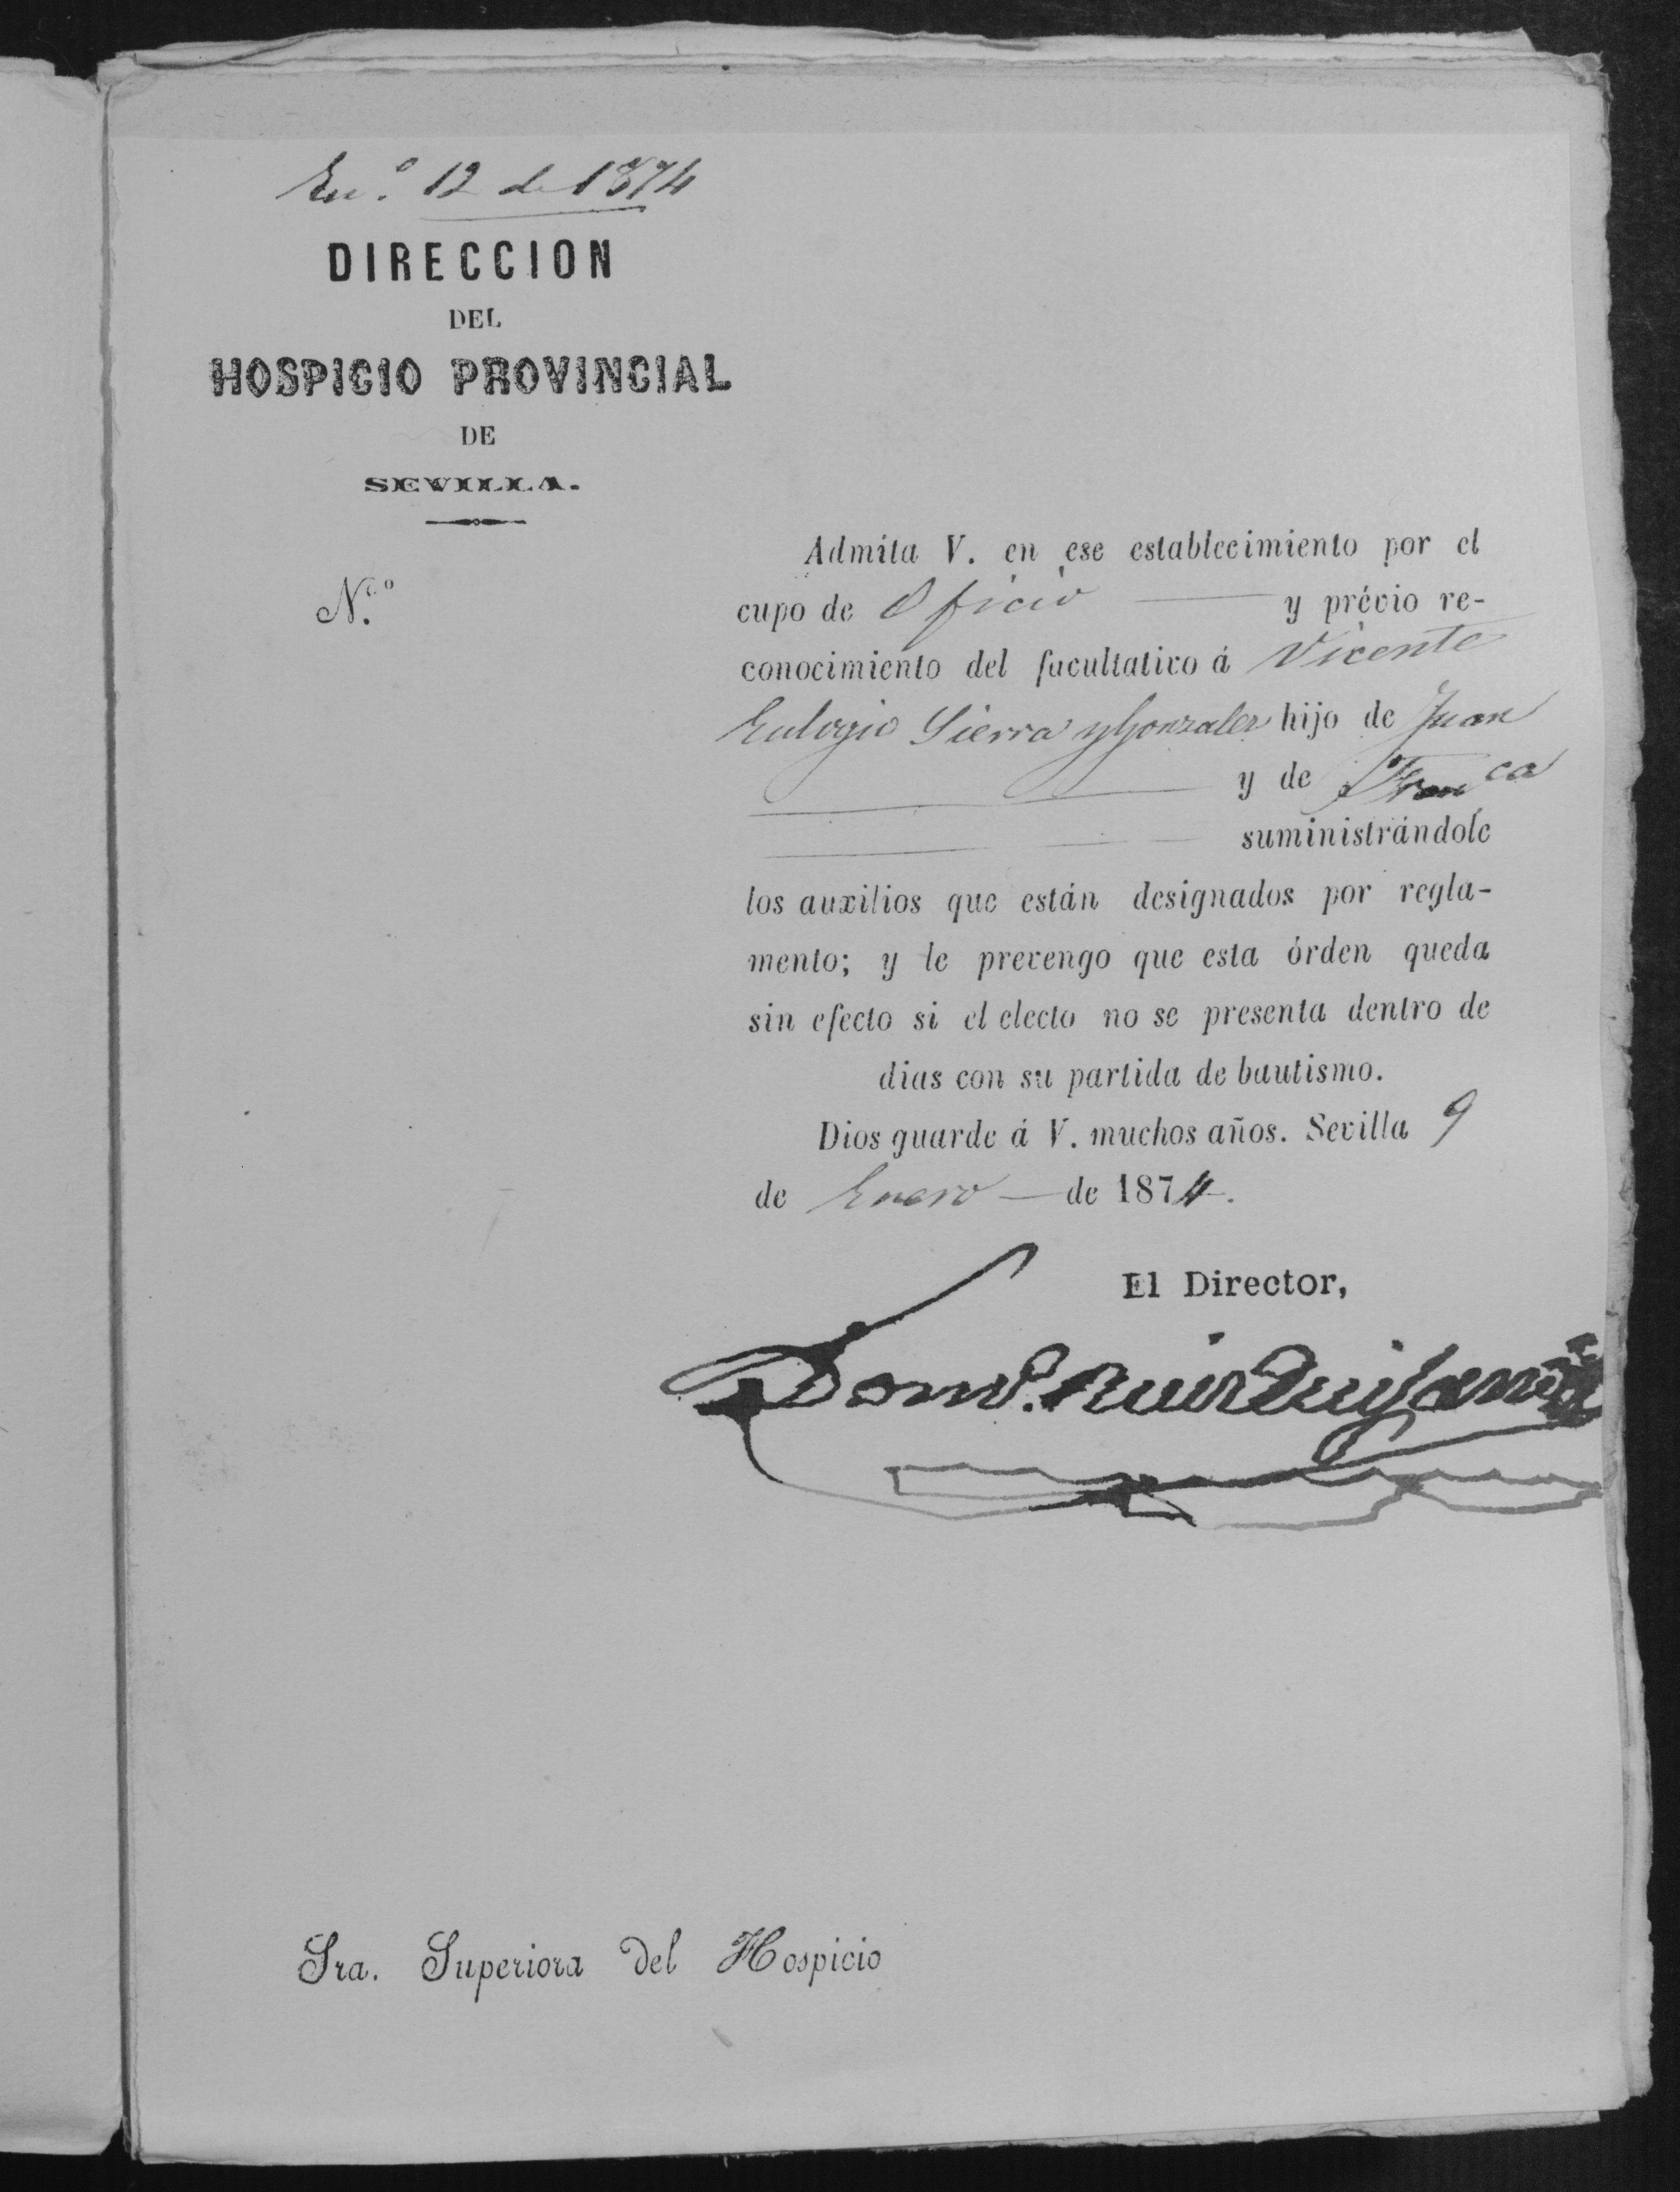 En.º 12 de 1874
DIRECCION
DEL
HOSPICIO PROVINCIAL
DE
SEVILLA.
N.º
Admita V. en ese establecimiento por el
cupo de Oficio y prévio re-
conocimiento del facultativo á Vicente
Eulogio Sierra y Gonzalez hijo de Juan
y de Franca
suministrándole
los auxilios que están designados por regla-
mento; y le prevengo que esta órden queda
sin efecto si el electo no se presenta dentro de
dias con su partida de bautismo.
Dios guarde á V. muchos años. Sevilla 9
de Enero de 1874.
El Director,
Sra. Superiora del Hospicio